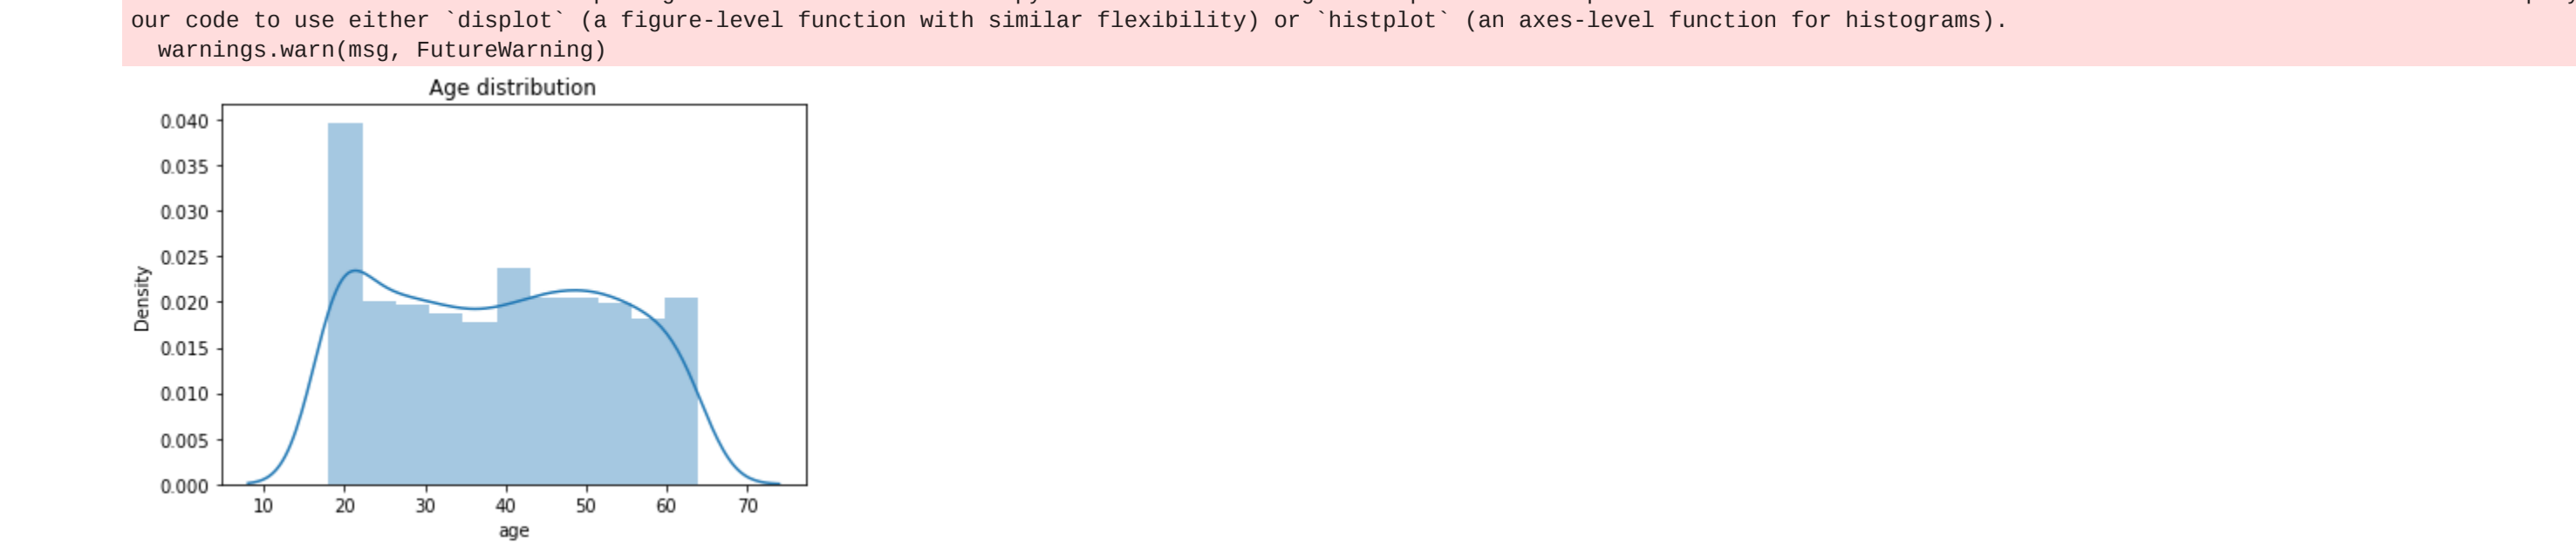 our code to use either `displot` (a figure-level function with similar flexibility) or `histplot` (an axes-level function for histograms).
warnings.warn(msg, FutureWarning)
Age distribution
0.040
0.035
0.030
0.025
0.020
0.015
0.010
0.005
0.000
Density
10 20 30 40 50 60 70
age